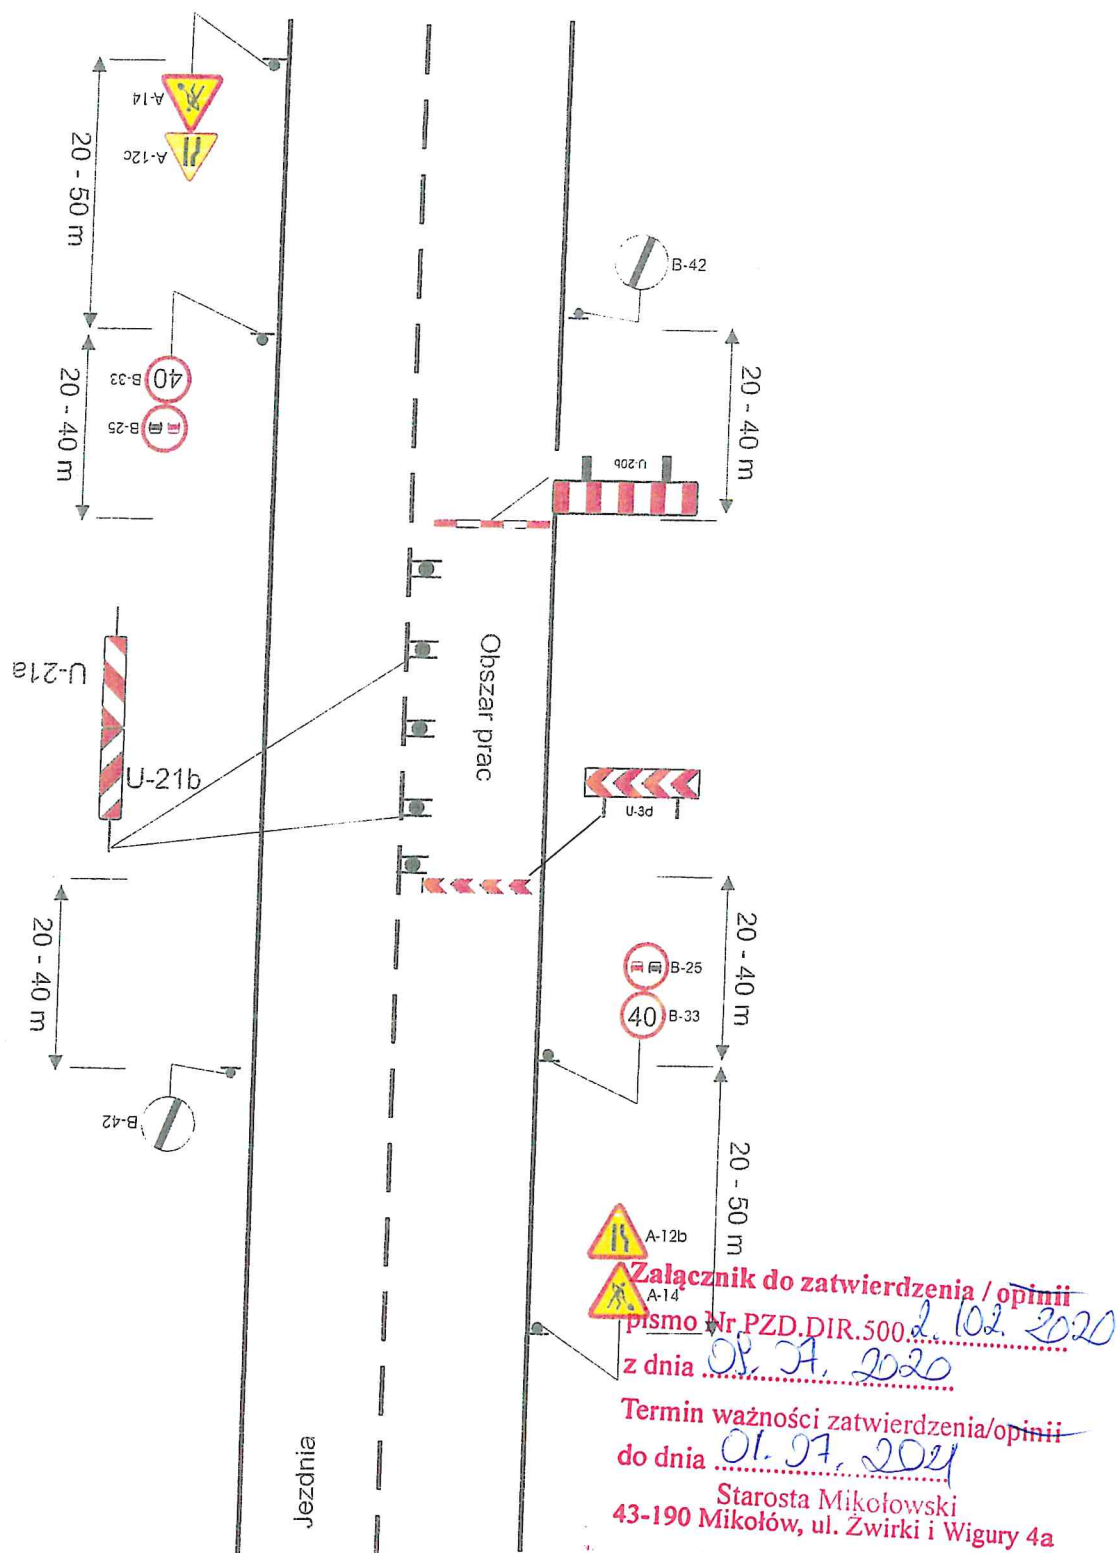 A-14
A-12c
20 - 50 m
B-42
40
B-33
B-25
20 - 40 m
20 - 40 m
U-20b
U-21a
U-21b
Obszar prac
U-3d
20 - 40 m
20 - 40 m
B-25
40
B-33
B-42
20 - 50 m
A-12b
A-14
Załącznik do zatwierdzenia / opinii
pismo Nr PZD.DIR.500.2.102.2020
z dnia 08.07.2020
Termin ważności zatwierdzenia/opinii
do dnia 01.07.2021
Starosta Mikołowski
43-190 Mikołów, ul. Żwirki i Wigury 4a
Jezdnia